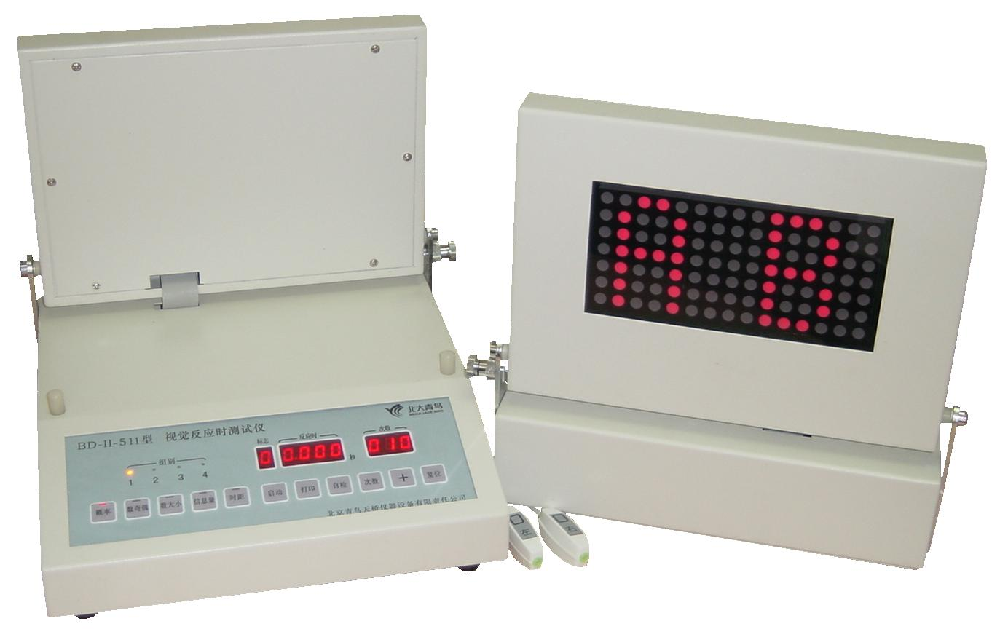 北大青鸟
BEIDA JADE BIRD
BD-II-511型 视觉反应时测试仪
标志 反应时 次数
0 0.000 秒 010
组别
1 2 3 4
概率 数奇偶 数大小 信息量 时距 启动 打印 自检 次数 + 复位
北京青鸟天桥仪器设备有限责任公司
左 右
A B